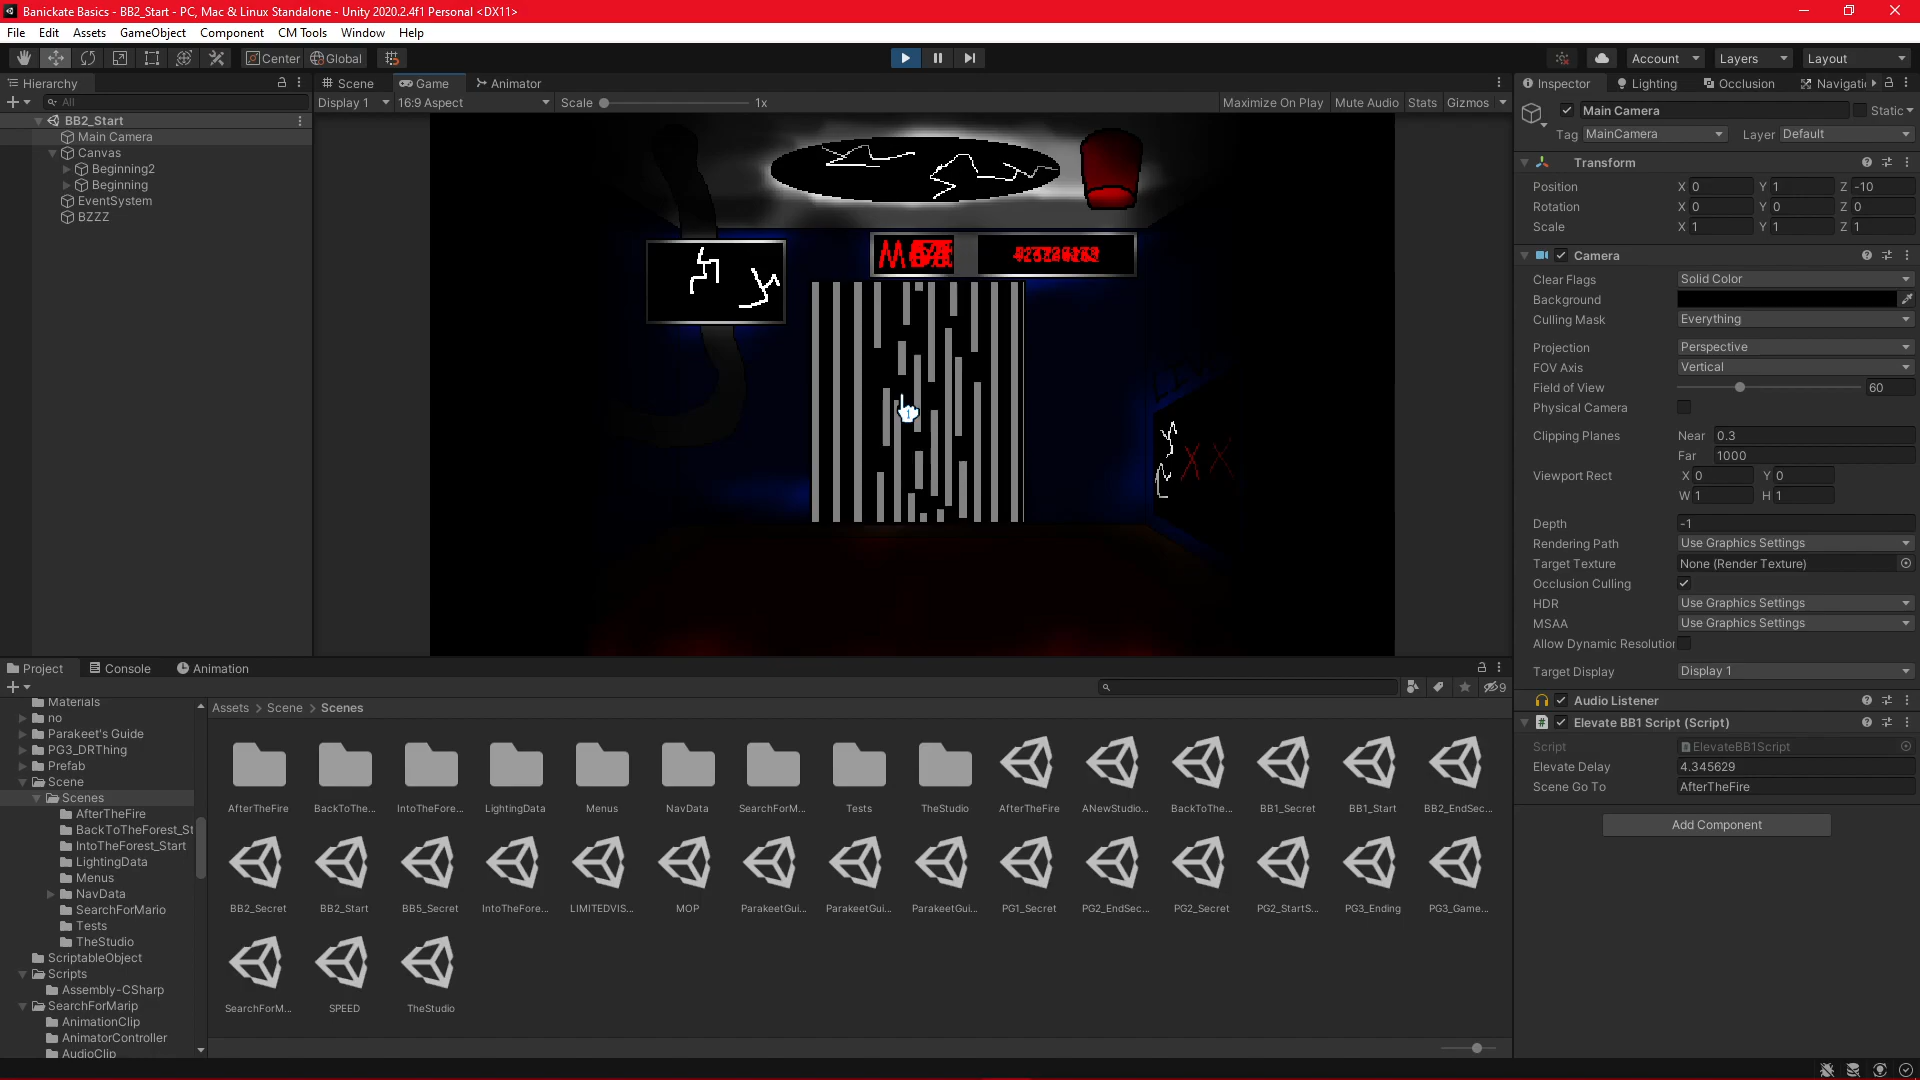 Banickate Basics - BB2_Start - PC, Mac & Linux Standalone - Unity 2020.2.4f1 Personal <DX11>
File Edit Assets GameObject Component CM Tools Window Help
Center Global Account Layers Layout
Hierarchy
All
BB2_Start
Main Camera
Canvas
Beginning2
Beginning
EventSystem
BZZZ
Scene Game Animator
Display 1 16:9 Aspect Scale 1x Maximize On Play Mute Audio Stats Gizmos
Inspector Lighting Occlusion Navigati
Main Camera Static
Tag MainCamera Layer Default
Transform
Position X 0 Y 1 Z -10
Rotation X 0 Y 0 Z 0
Scale X 1 Y 1 Z 1
Camera
Clear Flags Solid Color
Background
Culling Mask Everything
Projection Perspective
FOV Axis Vertical
Field of View 60
Physical Camera
Clipping Planes Near 0.3
Far 1000
Viewport Rect X 0 Y 0
W 1 H 1
Depth -1
Rendering Path Use Graphics Settings
Target Texture None (Render Texture)
Occlusion Culling
HDR Use Graphics Settings
MSAA Use Graphics Settings
Allow Dynamic Resolution
Target Display Display 1
Audio Listener
Elevate BB1 Script (Script)
Script ElevateBB1Script
Elevate Delay 4.345629
Scene Go To AfterTheFire
Add Component
Project Console Animation
9
Materials
no
Parakeet's Guide
PG3_DRThing
Prefab
Scene
Scenes
AfterTheFire
BackToTheForest_St
IntoTheForest_Start
LightingData
Menus
NavData
SearchForMario
Tests
TheStudio
ScriptableObject
Scripts
Assembly-CSharp
SearchForMarip
AnimationClip
AnimatorController
AudioClip
Assets > Scene > Scenes
AfterTheFire BackToThe... IntoTheFore... LightingData Menus NavData SearchForM... Tests TheStudio AfterTheFire ANewStudio... BackToThe... BB1_Secret BB1_Start BB2_EndSec...
BB2_Secret BB2_Start BB5_Secret IntoTheFore... LIMITEDVIS... MOP ParakeetGui... ParakeetGui... ParakeetGui... PG1_Secret PG2_EndSec... PG2_Secret PG2_StartS... PG3_Ending PG3_Game...
SearchForM... SPEED TheStudio